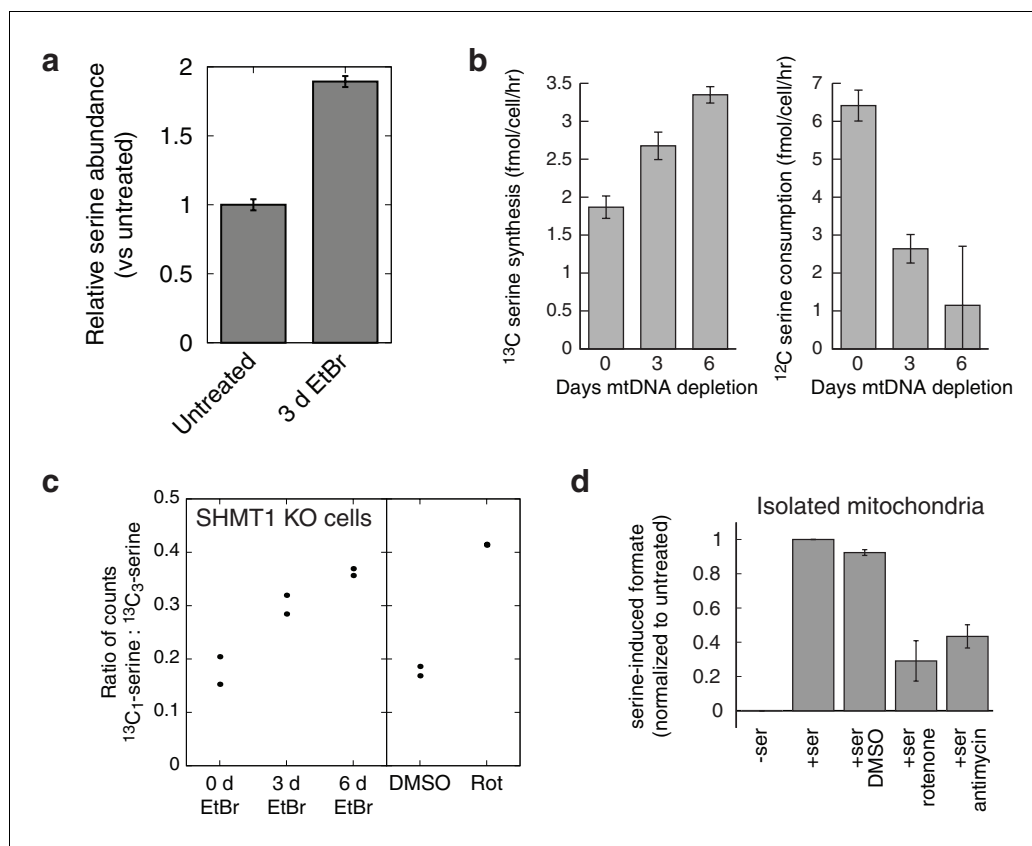 a
Relative serine abundance
(vs untreated)
2
1.5
1
0.5
0
Untreated
3 d EtBr
b
¹³C serine synthesis (fmol/cell/hr)
3.5
3
2.5
2
1.5
1
0.5
0
0 3 6
Days mtDNA depletion
¹²C serine consumption (fmol/cell/hr)
7
6
5
4
3
2
1
0
0 3 6
Days mtDNA depletion
c
Ratio of counts
¹³C₁-serine : ¹³C₃-serine
0.5
0.4
0.3
0.2
0.1
0
SHMT1 KO cells
0 d
EtBr
3 d
EtBr
6 d
EtBr
DMSO
Rot
d
Isolated mitochondria
serine-induced formate
(normalized to untreated)
1
0.8
0.6
0.4
0.2
0
-ser
+ser
+ser
DMSO
+ser
rotenone
+ser
antimycin